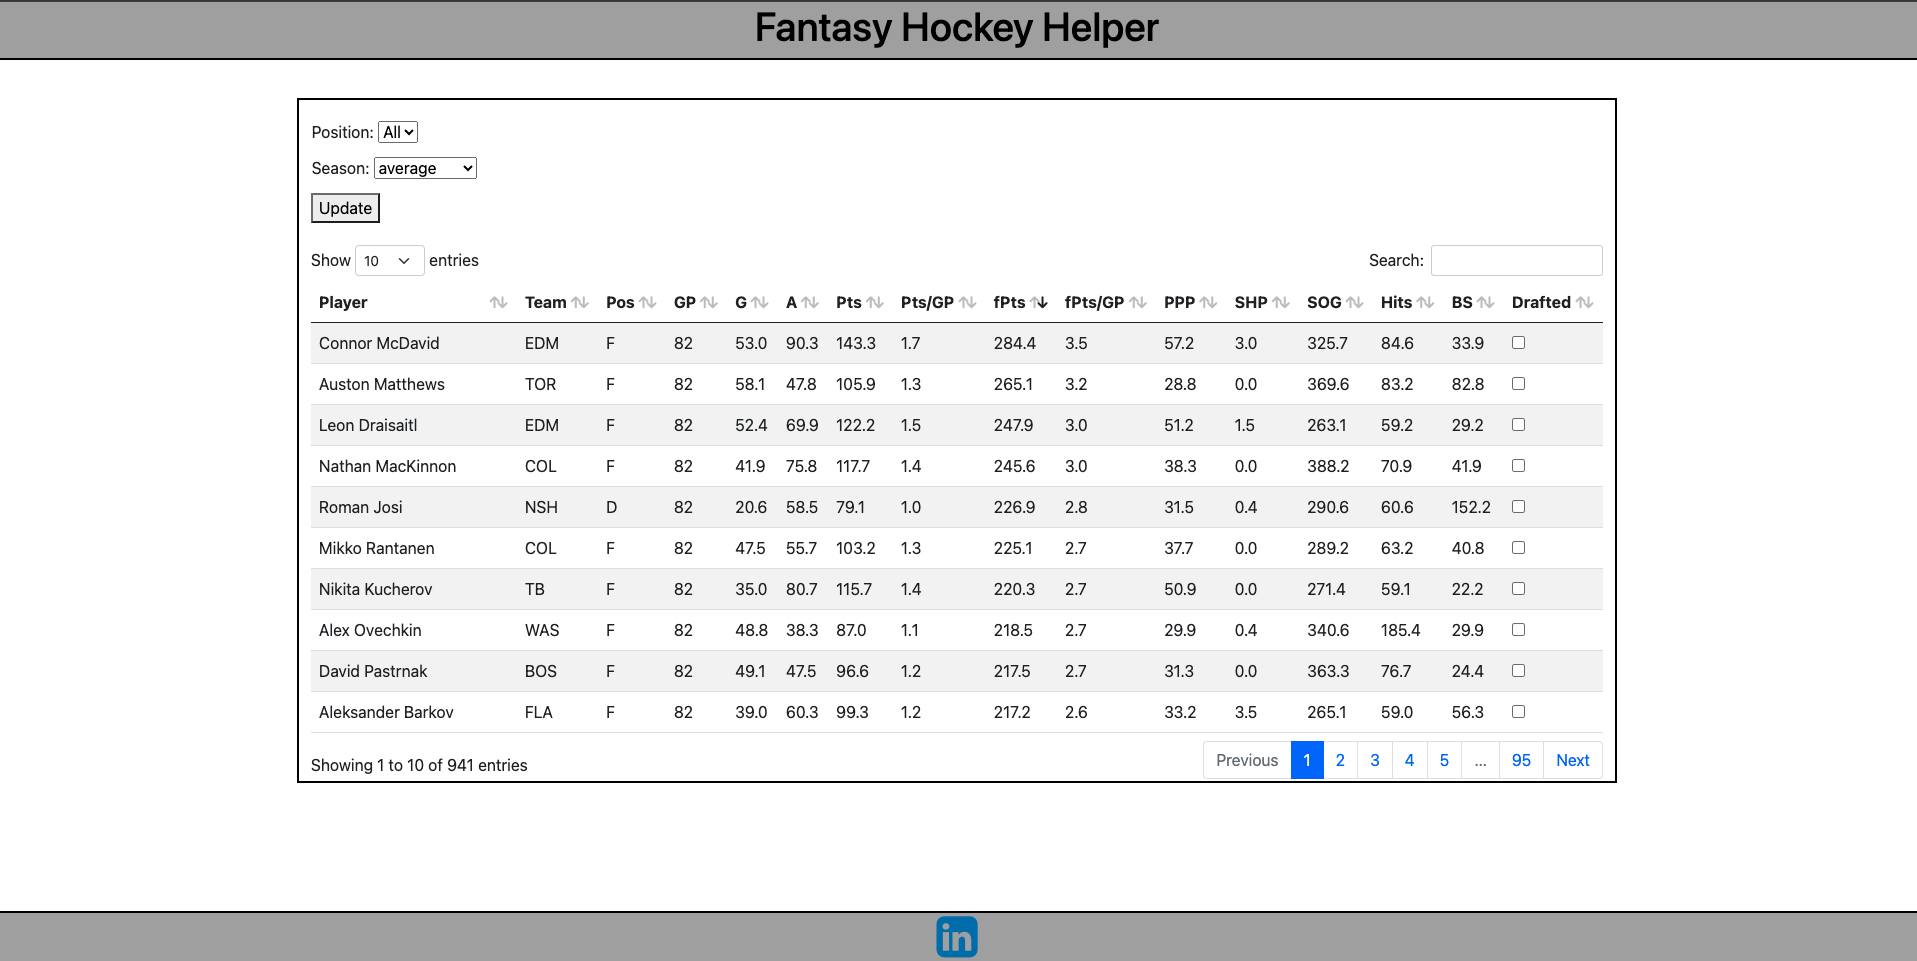 Fantasy Hockey Helper
Position: All
Season: average
Update
Show 10 entries Search:
Player Team Pos GP G A Pts Pts/GP fPts fPts/GP PPP SHP SOG Hits BS Drafted
Connor McDavid EDM F 82 53.0 90.3 143.3 1.7 284.4 3.5 57.2 3.0 325.7 84.6 33.9
Auston Matthews TOR F 82 58.1 47.8 105.9 1.3 265.1 3.2 28.8 0.0 369.6 83.2 82.8
Leon Draisaitl EDM F 82 52.4 69.9 122.2 1.5 247.9 3.0 51.2 1.5 263.1 59.2 29.2
Nathan MacKinnon COL F 82 41.9 75.8 117.7 1.4 245.6 3.0 38.3 0.0 388.2 70.9 41.9
Roman Josi NSH D 82 20.6 58.5 79.1 1.0 226.9 2.8 31.5 0.4 290.6 60.6 152.2
Mikko Rantanen COL F 82 47.5 55.7 103.2 1.3 225.1 2.7 37.7 0.0 289.2 63.2 40.8
Nikita Kucherov TB F 82 35.0 80.7 115.7 1.4 220.3 2.7 50.9 0.0 271.4 59.1 22.2
Alex Ovechkin WAS F 82 48.8 38.3 87.0 1.1 218.5 2.7 29.9 0.4 340.6 185.4 29.9
David Pastrnak BOS F 82 49.1 47.5 96.6 1.2 217.5 2.7 31.3 0.0 363.3 76.7 24.4
Aleksander Barkov FLA F 82 39.0 60.3 99.3 1.2 217.2 2.6 33.2 3.5 265.1 59.0 56.3
Showing 1 to 10 of 941 entries Previous 1 2 3 4 5 ... 95 Next
in